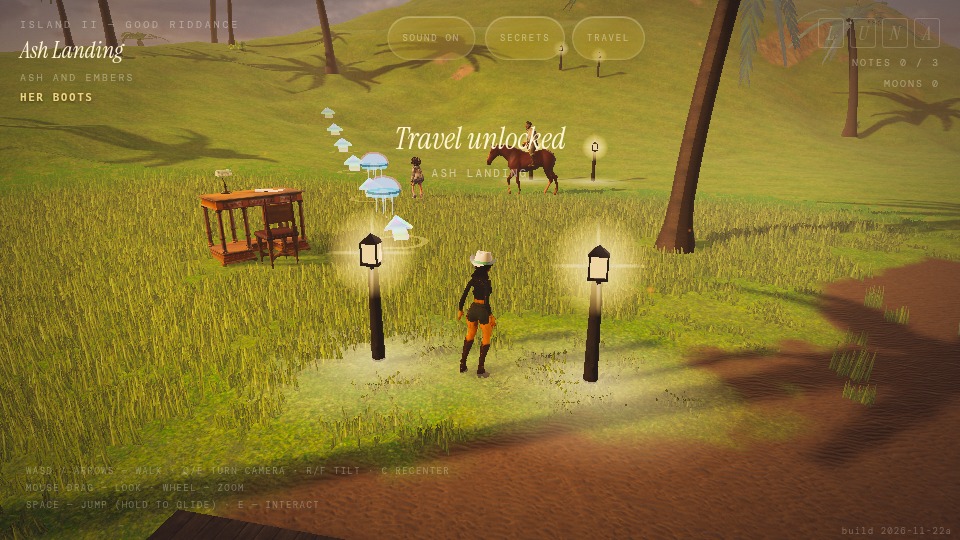 ISLAND II — GOOD RIDDANCE
Ash Landing
ASH AND EMBERS
HER BOOTS
SOUND ON
SECRETS
TRAVEL
L U N A
NOTES 0 / 3
MOONS 0
Travel unlocked
ASH LANDING
WASD / ARROWS — WALK · Q/E TURN CAMERA · R/F TILT · C RECENTER
MOUSE DRAG — LOOK · WHEEL — ZOOM
SPACE — JUMP (HOLD TO GLIDE) · E — INTERACT
build 2026-11-22a